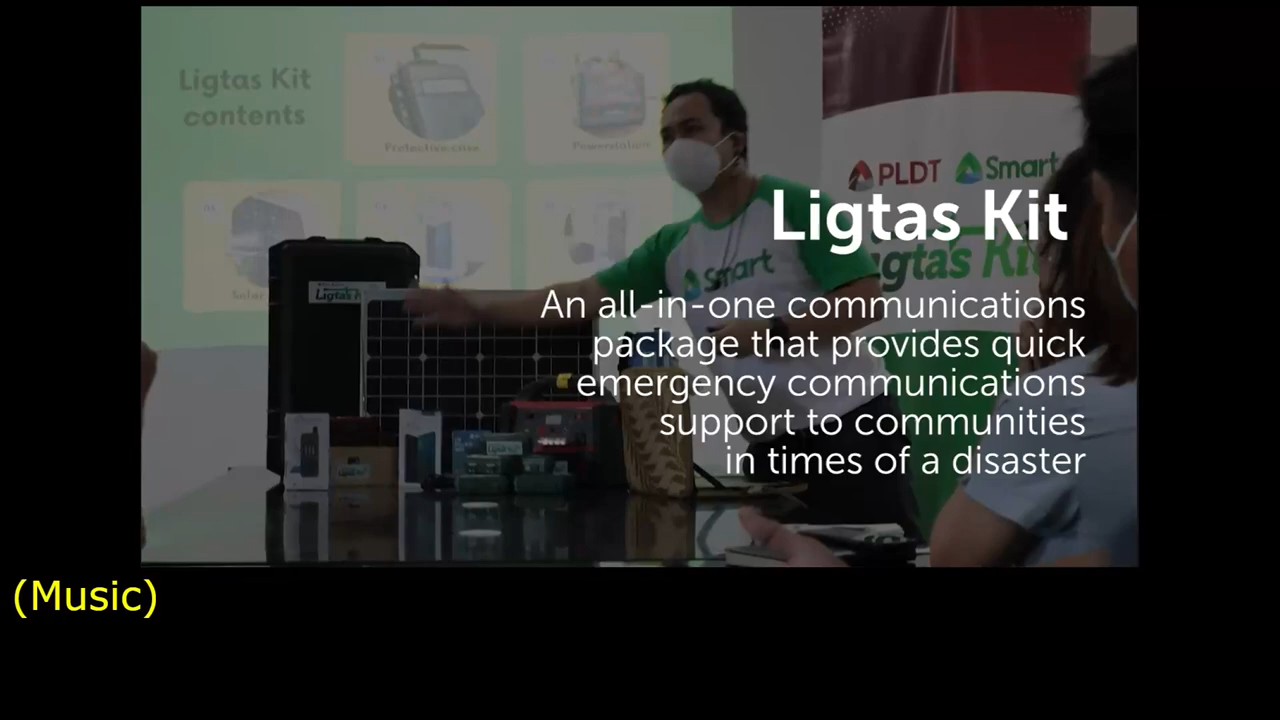 Ligtas Kit
contents
Protective case
Powerstation
Solar
PLDT Smart
Ligtas Kit
Smart
Ligtas Kit
An all-in-one communications
package that provides quick
emergency communications
support to communities
in times of a disaster
(Music)